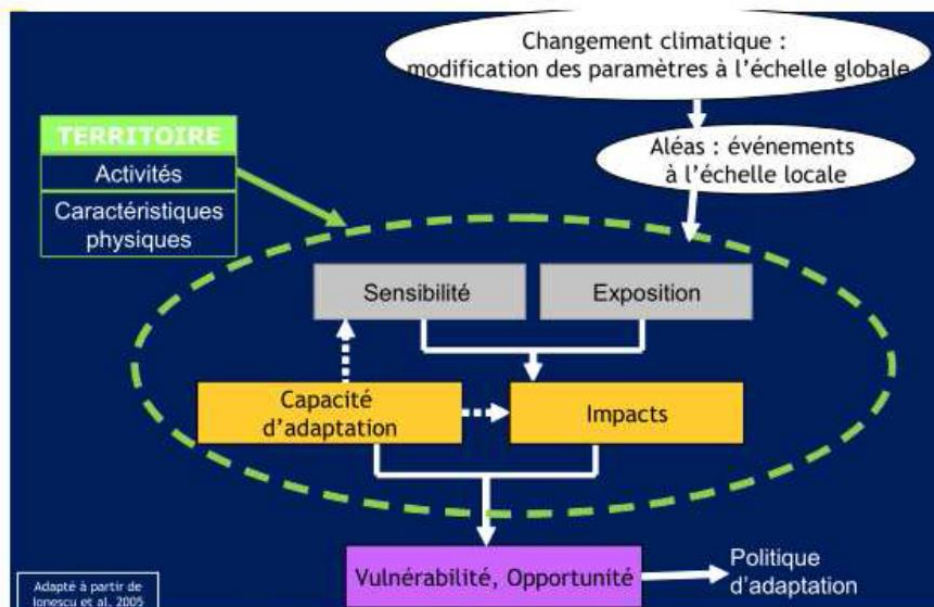 Changement climatique :
modification des paramètres à l'échelle globale
TERRITOIRE
Activités
Caractéristiques
physiques
Aléas : événements
à l'échelle locale
Sensibilité
Exposition
Capacité
d'adaptation
Impacts
Vulnérabilité, Opportunité
Politique
d'adaptation
Adapté à partir de
Ionescu et al, 2005